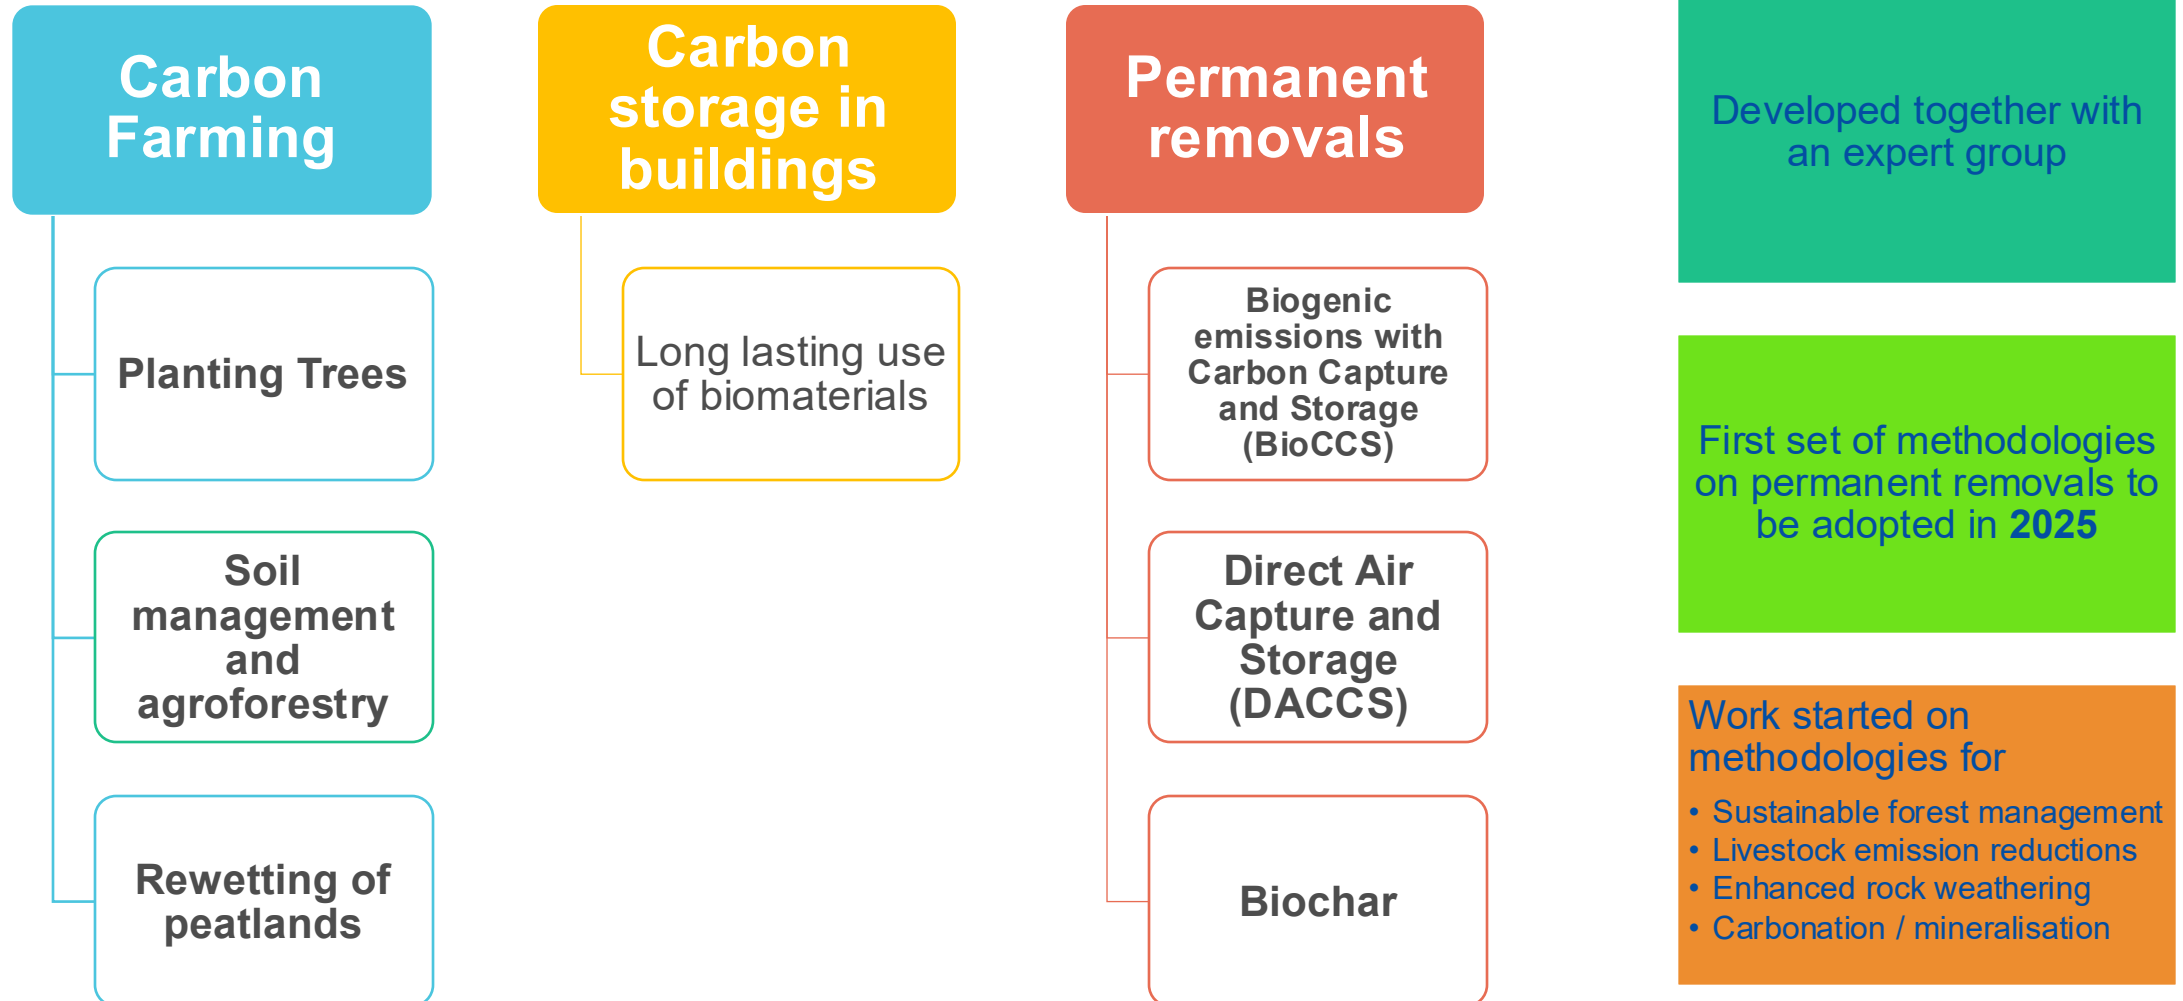 Carbon
Farming
Planting Trees
Soil
management
and
agroforestry
Rewetting of
peatlands
Carbon
storage in
buildings
Long lasting use
of biomaterials
Permanent
removals
Biogenic
emissions with
Carbon Capture
and Storage
(BioCCS)
Direct Air
Capture and
Storage
(DACCS)
Biochar
Developed together with
an expert group
First set of methodologies
on permanent removals to
be adopted in 2025
Work started on
methodologies for
• Sustainable forest management
• Livestock emission reductions
• Enhanced rock weathering
• Carbonation / mineralisation